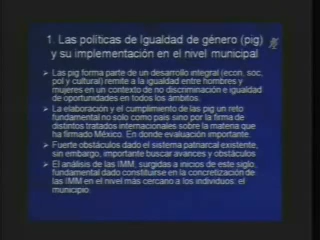 1. Las políticas de Igualdad de género (pig)
y su implementación en el nivel municipal
➢ Las pig forma parte de un desarrollo integral (econ, soc,
pol y cultural) remite a la igualdad entre hombres y
mujeres en un contexto de no discriminación e igualdad
de oportunidades en todos los ámbitos.
➢ La elaboración y el cumplimiento de las pig un reto
fundamental no solo como pais sino por la firma de
distintos tratados internacionales sobre la materia que
ha firmado México. En donde evaluación importante.
➢ Fuerte obstáculos dado el sistema patriarcal existente,
sin embargo, importante buscar avances y obstáculos
➢ El análisis de las IMM, surgidas a inicios de este siglo,
fundamental dado constituirse en la concretización de
las IMM en el nivel más cercano a los individuos: el
municipio.